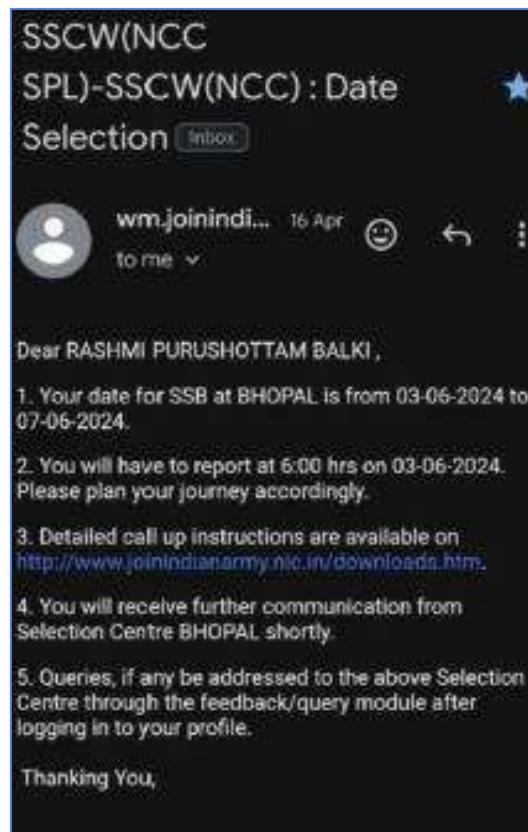 SSCW(NCC
SPL)-SSCW(NCC) : Date
Selection Inbox
wm.joinindi... 16 Apr
to me
Dear RASHMI PURUSHOTTAM BALKI ,
1. Your date for SSB at BHOPAL is from 03-06-2024 to
07-06-2024.
2. You will have to report at 6:00 hrs on 03-06-2024.
Please plan your journey accordingly.
3. Detailed call up instructions are available on
http://www.joinindianarmy.nic.in/downloads.htm.
4. You will receive further communication from
Selection Centre BHOPAL shortly.
5. Queries, if any be addressed to the above Selection
Centre through the feedback/query module after
logging in to your profile.
Thanking You,